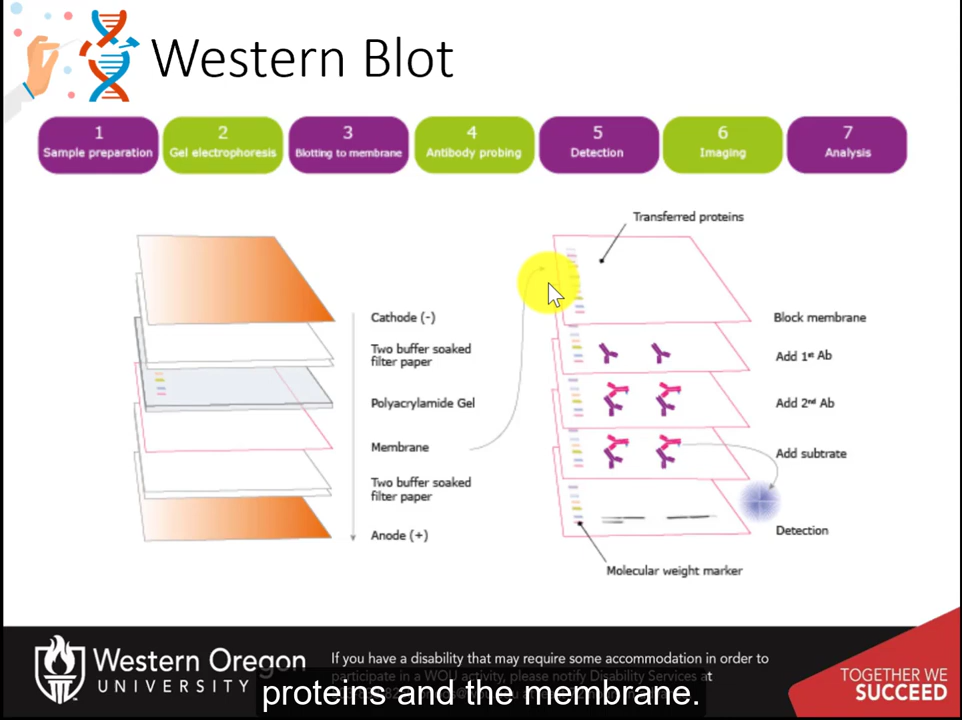 Western Blot
1
Sample preparation
2
Gel electrophoresis
3
Blotting to membrane
4
Antibody probing
5
Detection
6
Imaging
7
Analysis
Cathode (-)
Two buffer soaked
filter paper
Polyacrylamide Gel
Membrane
Two buffer soaked
filter paper
Anode (+)
Transferred proteins
Block membrane
Add 1st Ab
Add 2nd Ab
Add subtrate
Detection
Molecular weight marker
Western Oregon
UNIVERSITY
If you have a disability that may require some accommodation in order to
participate in a WOU activity, please notify Disability Services at
proteins and the membrane.
TOGETHER WE
SUCCEED